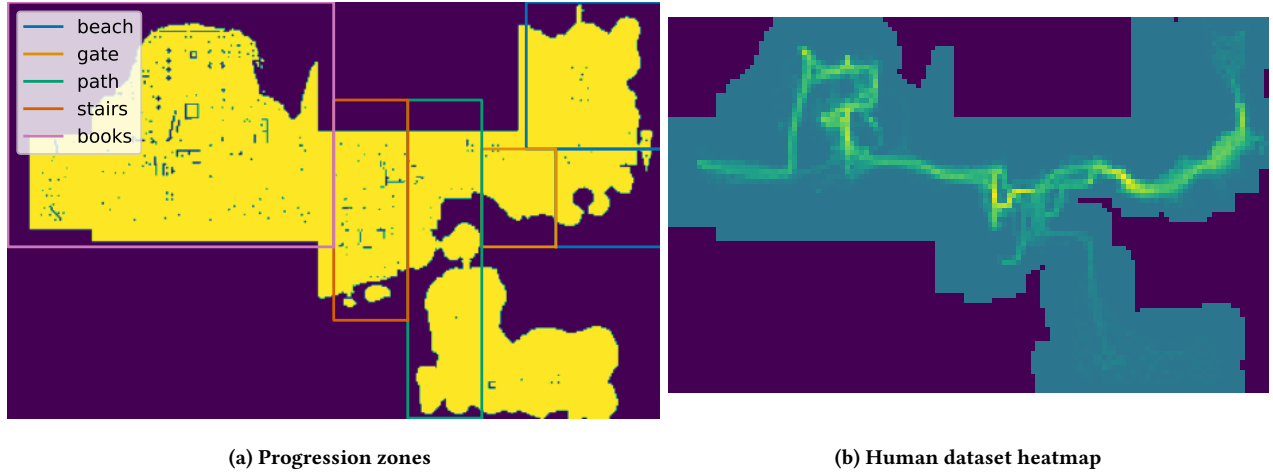 beach
gate
path
stairs
books
(a) Progression zones
(b) Human dataset heatmap